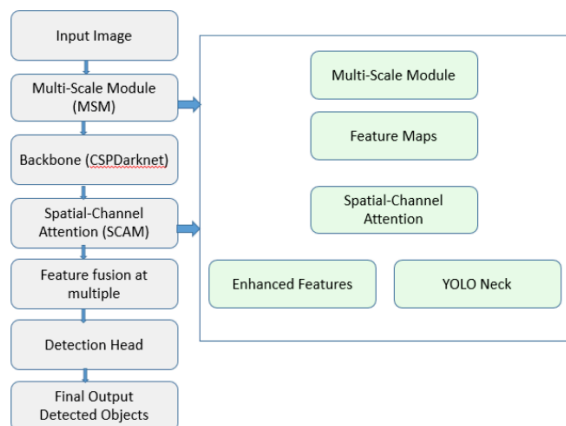 Input Image
Multi-Scale Module
(MSM)
Backbone (CSPDarknet)
Spatial-Channel
Attention (SCAM)
Feature fusion at
multiple
Detection Head
Final Output
Detected Objects
Multi-Scale Module
Feature Maps
Spatial-Channel
Attention
Enhanced Features
YOLO Neck